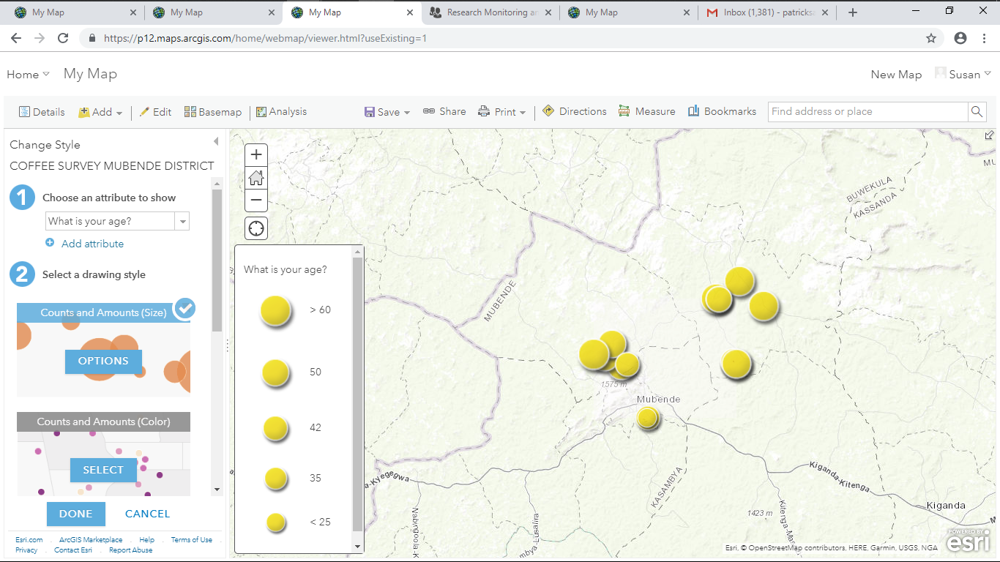 My Map
My Map
My Map
Research Monitoring an
My Map
Inbox (1,381) - patricksa
https://p12.maps.arcgis.com/home/webmap/viewer.html?useExisting=1
Home
My Map
New Map
Susan
Details
Add
Edit
Basemap
Analysis
Save
Share
Print
Directions
Measure
Bookmarks
Find address or place
Change Style
COFFEE SURVEY MUBENDE DISTRICT
1
Choose an attribute to show
What is your age?
Add attribute
2
Select a drawing style
Counts and Amounts (Size)
OPTIONS
Counts and Amounts (Color)
SELECT
DONE
CANCEL
Esri.com . ArcGIS Marketplace . Help . Terms of Use .
Privacy . Contact Esri . Report Abuse
What is your age?
> 60
50
42
35
< 25
MUBENDE
BUWEKULA
KASSANDA
MU
1575 m
Mubende
a-Kyegegwa
KASAMBYA
Kiganda-Kitenga
1423 m
Kiganda
Nabingoola-K
mbya-Lusalira
Kitenga-Mas
M
Esri, © OpenStreetMap contributors, HERE, Garmin, USGS, NGA
POWERED BY
esri